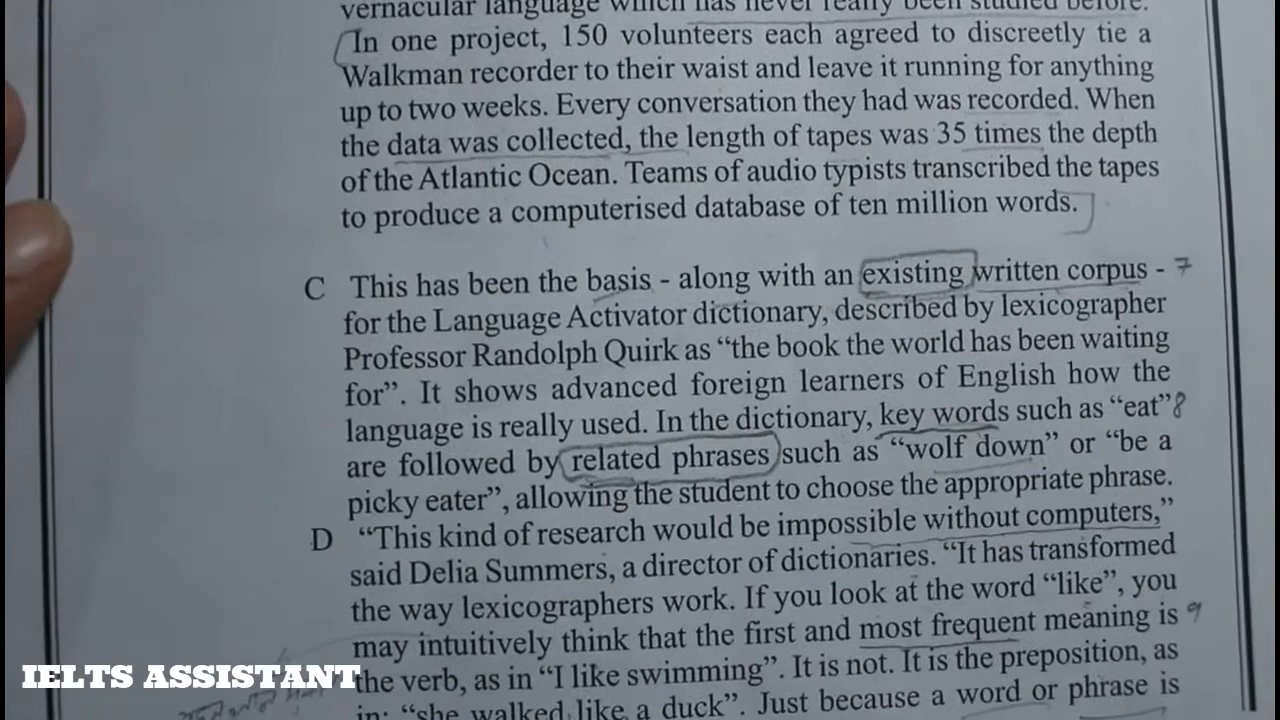 vernacular language which has never really been studied before.
In one project, 150 volunteers each agreed to discreetly tie a
Walkman recorder to their waist and leave it running for anything
up to two weeks. Every conversation they had was recorded. When
the data was collected, the length of tapes was 35 times the depth
of the Atlantic Ocean. Teams of audio typists transcribed the tapes
to produce a computerised database of ten million words.
C This has been the basis - along with an existing written corpus - 7
for the Language Activator dictionary, described by lexicographer
Professor Randolph Quirk as “the book the world has been waiting
for”. It shows advanced foreign learners of English how the
language is really used. In the dictionary, key words such as “eat” 8
are followed by related phrases such as “wolf down” or “be a
picky eater”, allowing the student to choose the appropriate phrase.
D “This kind of research would be impossible without computers,”
said Delia Summers, a director of dictionaries. “It has transformed
the way lexicographers work. If you look at the word “like”, you
may intuitively think that the first and most frequent meaning is 9
the verb, as in “I like swimming”. It is not. It is the preposition, as
in: “she walked like a duck”. Just because a word or phrase is
IELTS ASSISTANT